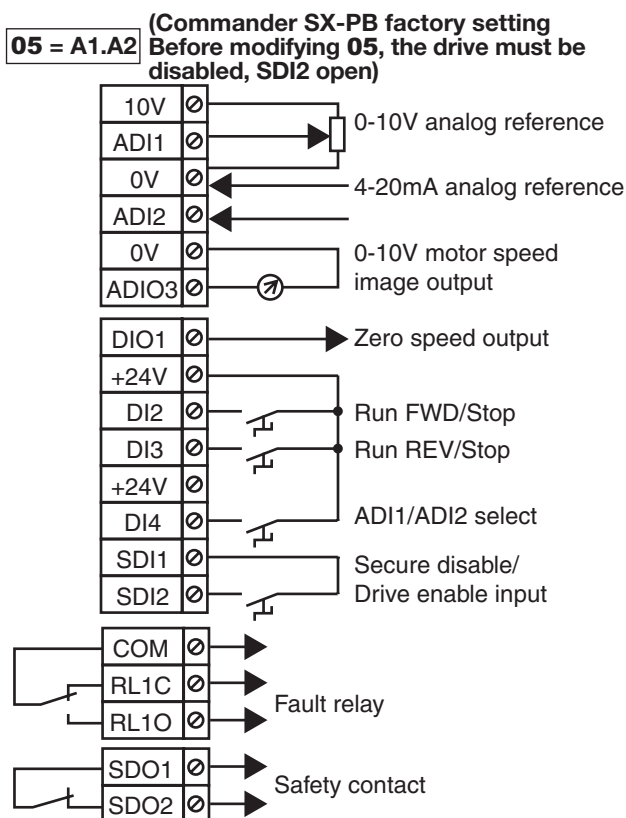 05 = A1.A2
(Commander SX-PB factory setting
Before modifying 05, the drive must be
disabled, SDI2 open)
10V
ADI1
0V
ADI2
0V
ADIO3
0-10V analog reference
4-20mA analog reference
0-10V motor speed
image output
DIO1
+24V
DI2
DI3
+24V
DI4
SDI1
SDI2
Zero speed output
Run FWD/Stop
Run REV/Stop
ADI1/ADI2 select
Secure disable/
Drive enable input
COM
RL1C
RL1O
Fault relay
SDO1
SDO2
Safety contact